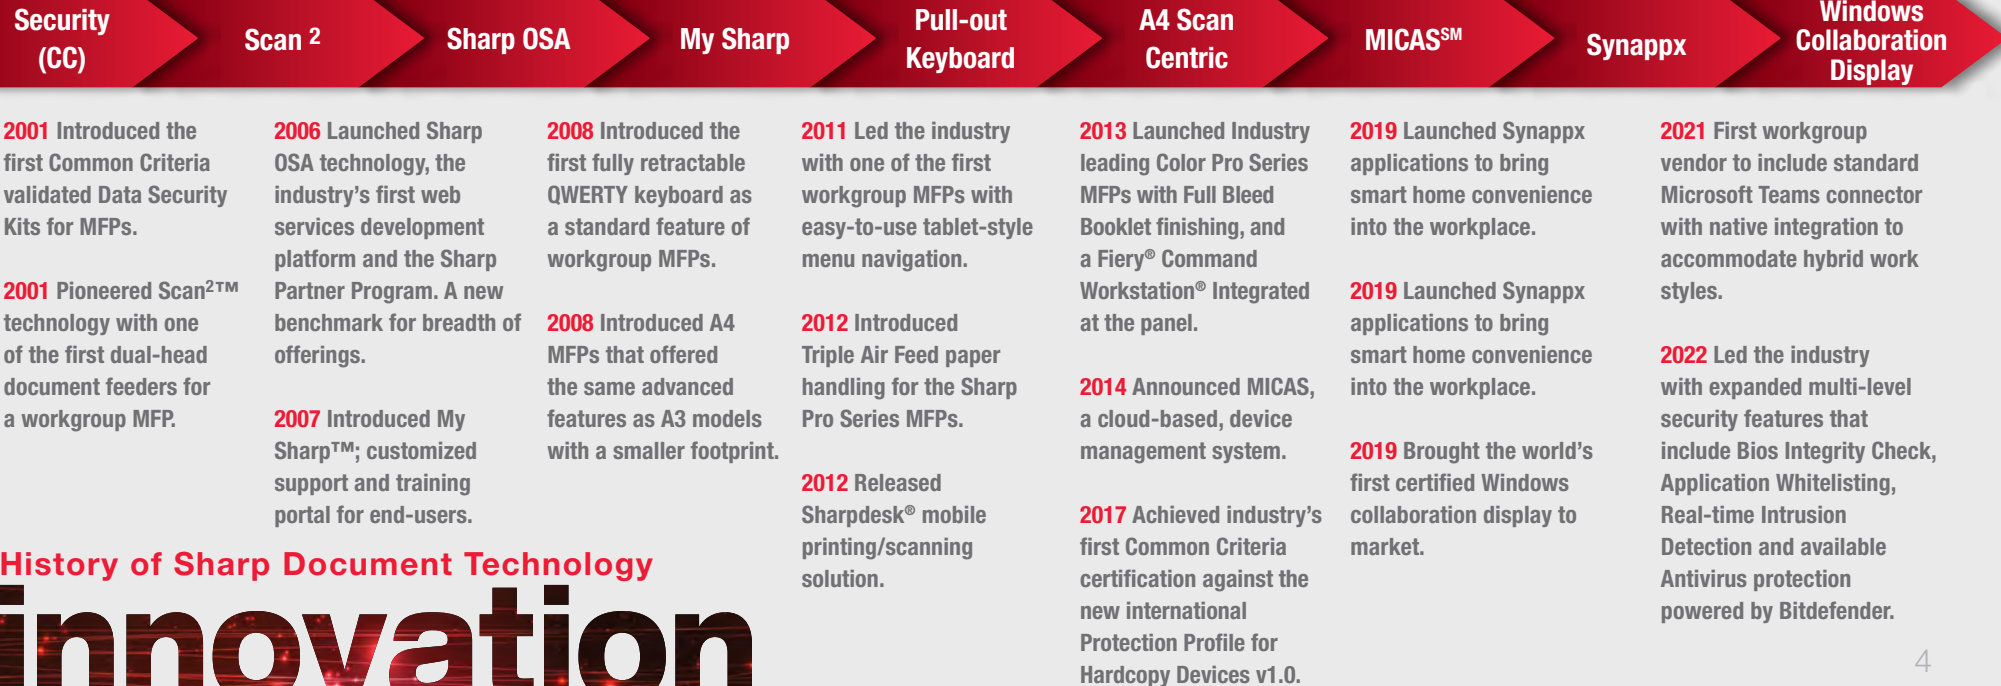 Security
(CC)
Scan 2
Sharp OSA
My Sharp
Pull-out
Keyboard
A4 Scan
Centric
MICAS℠
Synappx
Windows
Collaboration
Display
2001 Introduced the
first Common Criteria
validated Data Security
Kits for MFPs.
2001 Pioneered Scan²™
technology with one
of the first dual-head
document feeders for
a workgroup MFP.
2006 Launched Sharp
OSA technology, the
industry's first web
services development
platform and the Sharp
Partner Program. A new
benchmark for breadth of
offerings.
2007 Introduced My
Sharp™; customized
support and training
portal for end-users.
2008 Introduced the
first fully retractable
QWERTY keyboard as
a standard feature of
workgroup MFPs.
2008 Introduced A4
MFPs that offered
the same advanced
features as A3 models
with a smaller footprint.
2011 Led the industry
with one of the first
workgroup MFPs with
easy-to-use tablet-style
menu navigation.
2012 Introduced
Triple Air Feed paper
handling for the Sharp
Pro Series MFPs.
2012 Released
Sharpdesk® mobile
printing/scanning
solution.
2013 Launched Industry
leading Color Pro Series
MFPs with Full Bleed
Booklet finishing, and
a Fiery® Command
Workstation® Integrated
at the panel.
2014 Announced MICAS,
a cloud-based, device
management system.
2017 Achieved industry's
first Common Criteria
certification against the
new international
Protection Profile for
Hardcopy Devices v1.0.
2019 Launched Synappx
applications to bring
smart home convenience
into the workplace.
2019 Launched Synappx
applications to bring
smart home convenience
into the workplace.
2019 Brought the world's
first certified Windows
collaboration display to
market.
2021 First workgroup
vendor to include standard
Microsoft Teams connector
with native integration to
accommodate hybrid work
styles.
2022 Led the industry
with expanded multi-level
security features that
include Bios Integrity Check,
Application Whitelisting,
Real-time Intrusion
Detection and available
Antivirus protection
powered by Bitdefender.
History of Sharp Document Technology
innovation
4